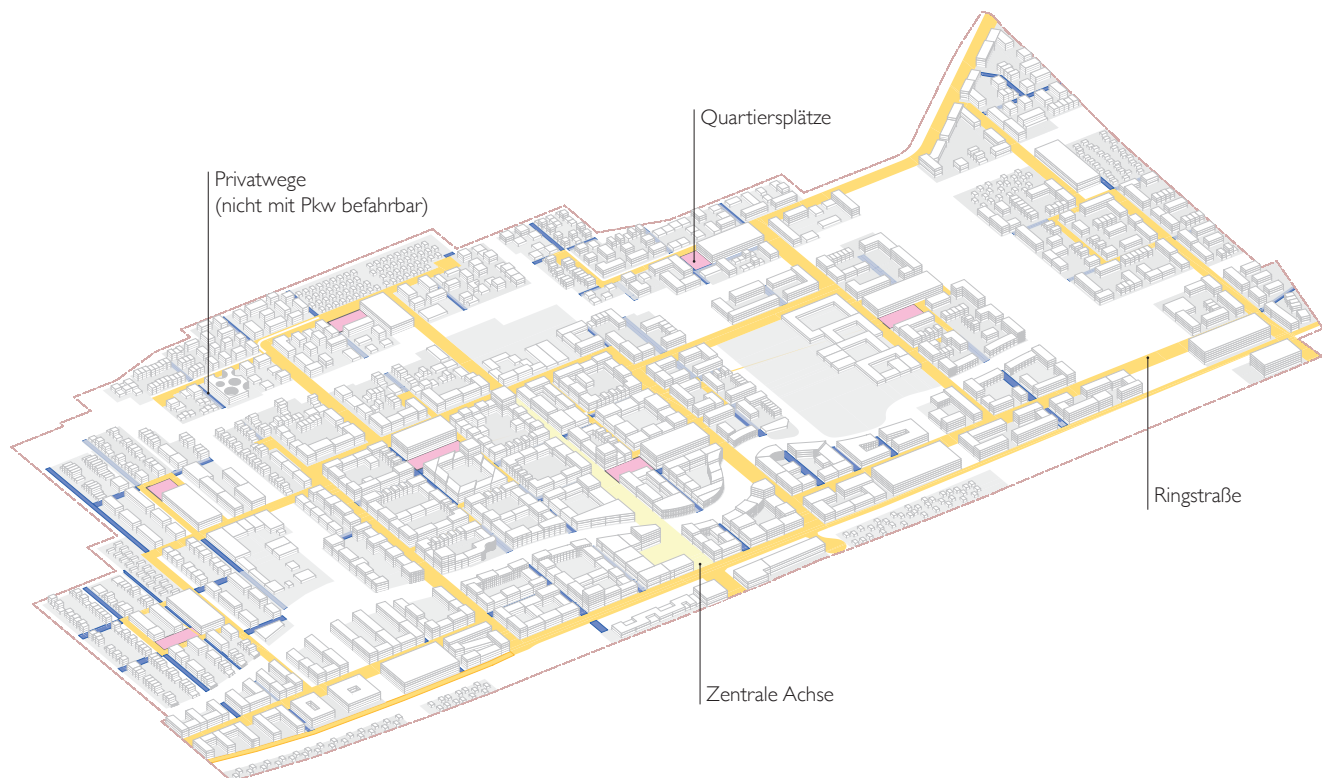 Quartiersplätze
Privatwege
(nicht mit Pkw befahrbar)
Ringstraße
Zentrale Achse